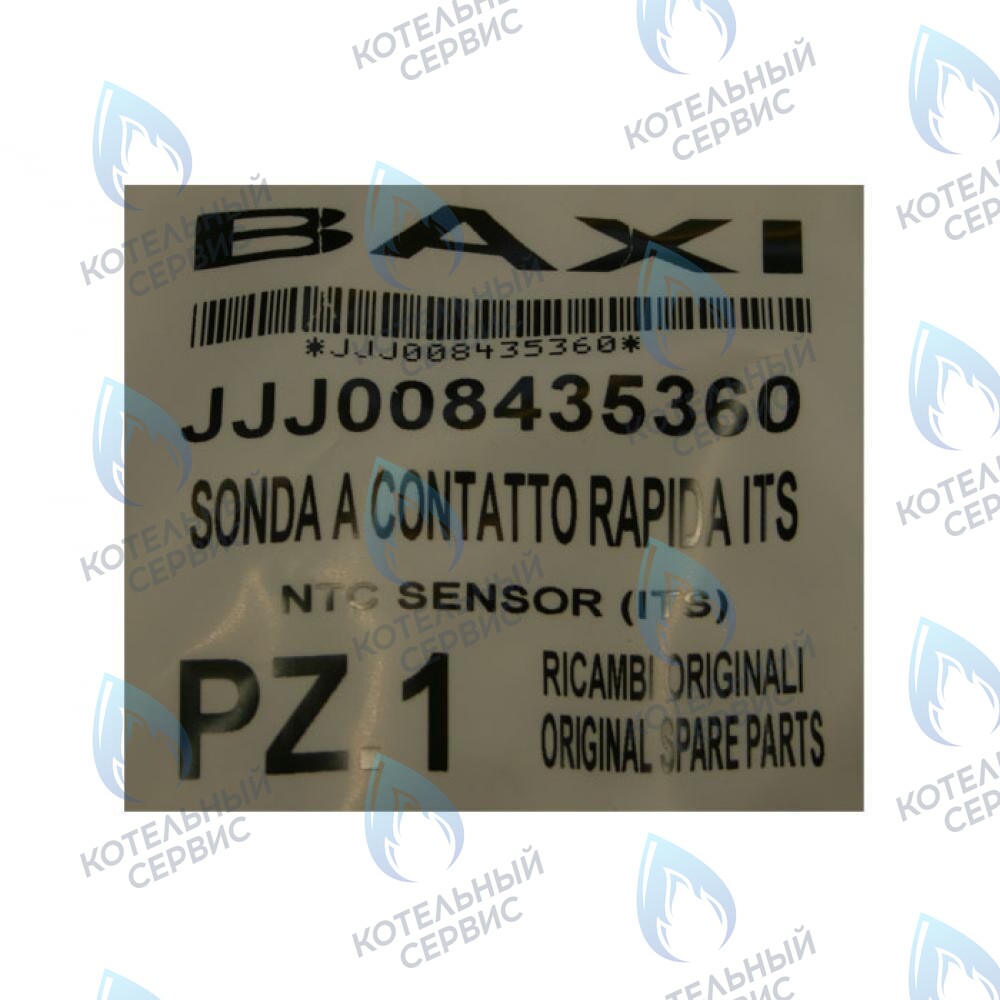 BAXI
*JJJ008435360*
JJJ008435360
SONDA A CONTATTO RAPIDA ITS
NTC SENSOR (ITS)
PZ.1
RICAMBI ORIGINALI
ORIGINAL SPARE PARTS
КОТЕЛЬНЫЙ
СЕРВИС